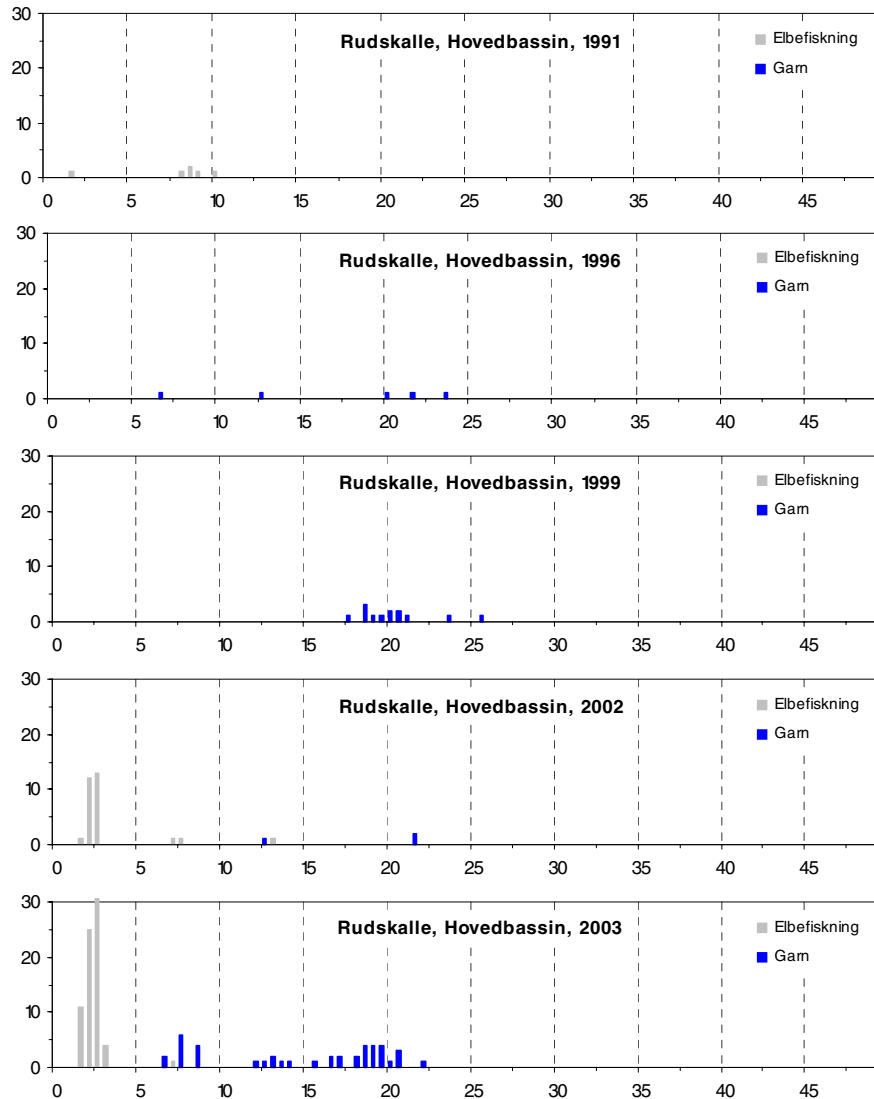 30
Rudskalle, Hovedbassin, 1991
Elbefiskning
Garn
20
10
0
0 5 10 15 20 25 30 35 40 45
30
Rudskalle, Hovedbassin, 1996
Elbefiskning
Garn
20
10
0
0 5 10 15 20 25 30 35 40 45
30
Rudskalle, Hovedbassin, 1999
Elbefiskning
Garn
20
10
0
0 5 10 15 20 25 30 35 40 45
30
Rudskalle, Hovedbassin, 2002
Elbefiskning
Garn
20
10
0
0 5 10 15 20 25 30 35 40 45
30
Rudskalle, Hovedbassin, 2003
Elbefiskning
Garn
20
10
0
0 5 10 15 20 25 30 35 40 45